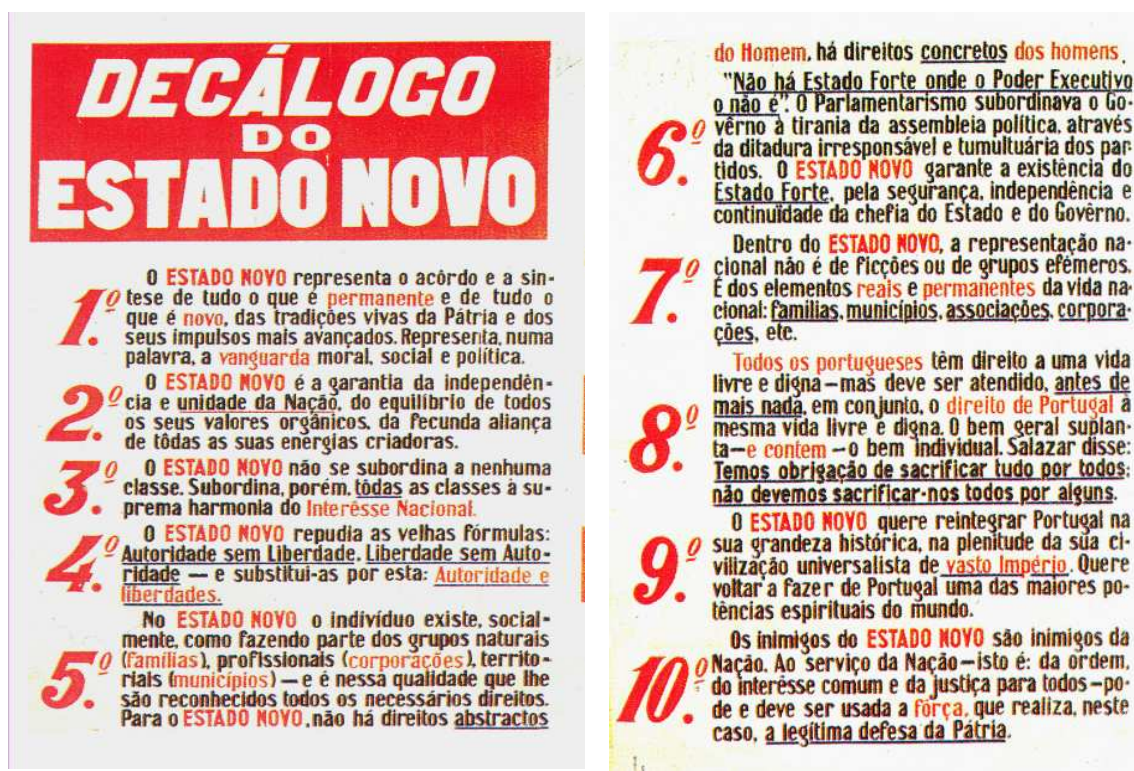 DECÁLOGO
DO
ESTADO NOVO
1.º O ESTADO NOVO representa o acôrdo e a sín-
tese de tudo o que é permanente e de tudo o
que é novo, das tradições vivas da Pátria e dos
seus impulsos mais avançados. Representa, numa
palavra, a vanguarda moral, social e política.
2.º O ESTADO NOVO é a garantia da independên-
cia e unidade da Nação, do equilíbrio de todos
os seus valores orgânicos, da fecunda aliança
de tôdas as suas energias criadoras.
3.º O ESTADO NOVO não se subordina a nenhuma
classe. Subordina, porém, tôdas as classes à su-
prema harmonia do Interêsse Nacional.
4.º O ESTADO NOVO repudia as velhas fórmulas:
Autoridade sem Liberdade, Liberdade sem Auto-
ridade — e substitui-as por esta: Autoridade e
liberdades.
5.º No ESTADO NOVO o indivíduo existe, social-
mente, como fazendo parte dos grupos naturais
(famílias), profissionais (corporações), territo-
riais (municípios) — e é nessa qualidade que lhe
são reconhecidos todos os necessários direitos.
Para o ESTADO NOVO, não há direitos abstractos
do Homem, há direitos concretos dos homens.
6.º "Não há Estado Forte onde o Poder Executivo
o não é". O Parlamentarismo subordinava o Go-
vêrno à tirania da assembleia política, através
da ditadura irresponsável e tumultuária dos par-
tidos. O ESTADO NOVO garante a existência do
Estado Forte, pela segurança, independência e
continuïdade da chefia do Estado e do Govêrno.
7.º Dentro do ESTADO NOVO, a representação na-
cional não é de ficções ou de grupos efémeros.
É dos elementos reais e permanentes da vida na-
cional: famílias, municípios, associações, corpora-
ções, etc.
8.º Todos os portugueses têm direito a uma vida
livre e digna—mas deve ser atendida, antes de
mais nada, em conjunto, o direito de Portugal à
mesma vida livre e digna. O bem geral suplan-
ta—e contem—o bem individual. Salazar disse:
Temos obrigação de sacrificar tudo por todos;
não devemos sacrificar-nos todos por alguns.
9.º O ESTADO NOVO quere reintegrar Portugal na
sua grandeza histórica, na plenitude da sua ci-
vilização universalista de vasto Império. Quere
voltar a fazer de Portugal uma das maiores po-
tências espirituais do mundo.
10.º Os inimigos do ESTADO NOVO são inimigos da
Nação. Ao serviço da Nação—isto é: da ordem,
do interêsse comum e da justiça para todos—po-
de e deve ser usada a fôrça, que realiza, neste
caso, a legítima defesa da Pátria.